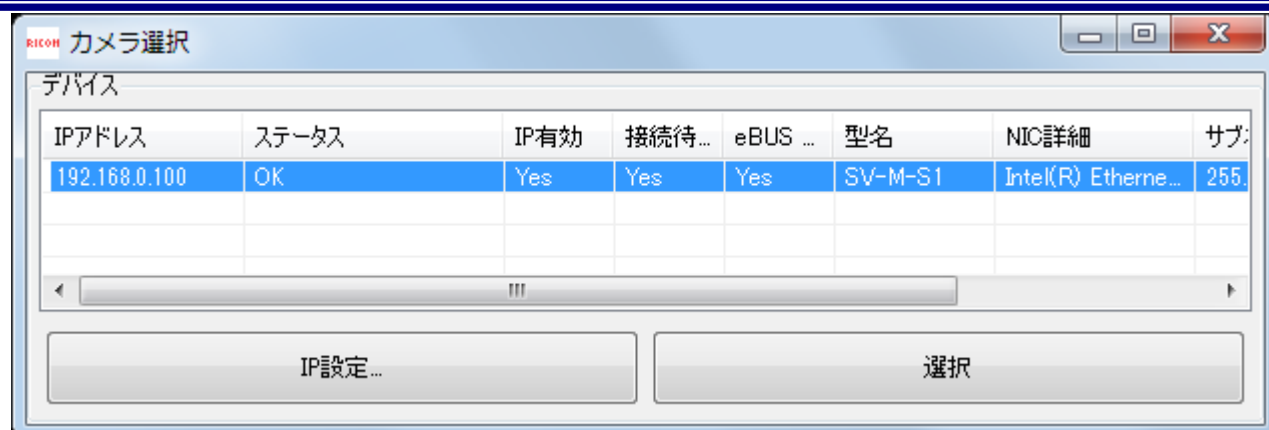 RICOH カメラ選択
デバイス
IPアドレス ステータス IP有効 接続待... eBUS ... 型名 NIC詳細 サブ
192.168.0.100 OK Yes Yes Yes SV-M-S1 Intel(R) Etherne... 255.
IP設定... 選択